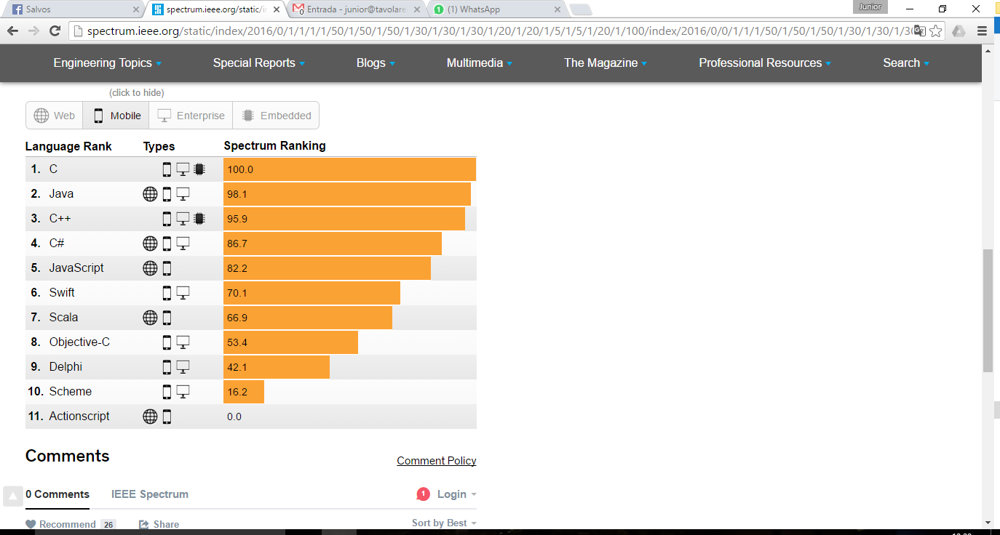 Salvos
spectrum.ieee.org/static/i
Entrada - junior@tavolare
(1) WhatsApp
Junior
spectrum.ieee.org/static/index/2016/0/1/1/1/1/50/1/50/1/50/1/30/1/30/1/30/1/20/1/20/1/5/1/5/1/20/1/100/index/2016/0/0/1/1/1/50/1/50/1/50/1/30/1/30/1/30
Engineering Topics
Special Reports
Blogs
Multimedia
The Magazine
Professional Resources
Search
(click to hide)
Web
Mobile
Enterprise
Embedded
Language Rank Types Spectrum Ranking
1. C 100.0
2. Java 98.1
3. C++ 95.9
4. C# 86.7
5. JavaScript 82.2
6. Swift 70.1
7. Scala 66.9
8. Objective-C 53.4
9. Delphi 42.1
10. Scheme 16.2
11. Actionscript 0.0
Comments
Comment Policy
0 Comments
IEEE Spectrum
1
Login
Recommend 26
Share
Sort by Best